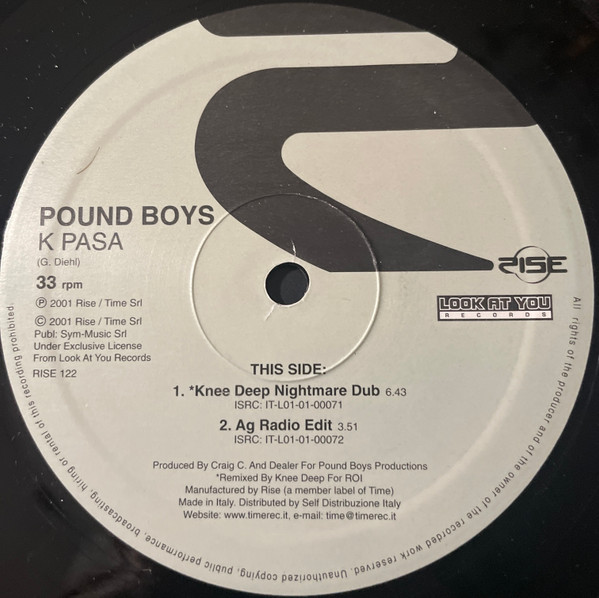 POUND BOYS
K PASA
(G. Diehl)
33 rpm
℗ 2001 Rise / Time Srl
© 2001 Rise / Time Srl
Publ: Sym-Music Srl
Under Exclusive License
From Look At You Records
RISE 122
RISE
LOOK AT YOU
RECORDS
THIS SIDE:
1. *Knee Deep Nightmare Dub 6.43
ISRC: IT-L01-01-00071
2. Ag Radio Edit 3.51
ISRC: IT-L01-01-00072
Produced By Craig C. And Dealer For Pound Boys Productions
*Remixed By Knee Deep For ROI
Manufactured by Rise (a member label of Time)
Made in Italy. Distributed by Self Distribuzione Italy
Website: www.timerec.it, e-mail: time@timerec.it
All rights of the producer and of the owner of the recorded work reserved. Unauthorized copying, public performance, broadcasting, hiring or rental of this recording prohibited.